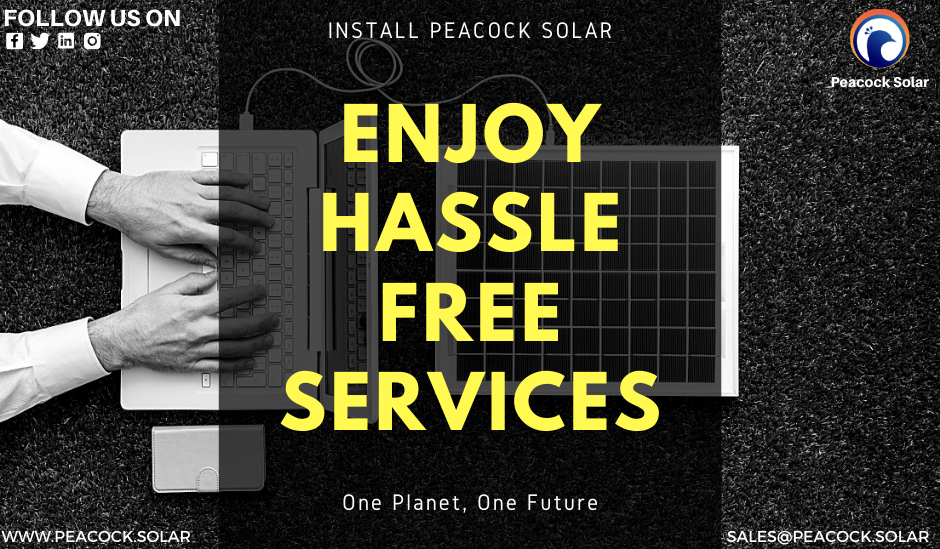 FOLLOW US ON
INSTALL PEACOCK SOLAR
Peacock Solar
ENJOY
HASSLE
FREE
SERVICES
One Planet, One Future
WWW.PEACOCK.SOLAR
SALES@PEACOCK.SOLAR